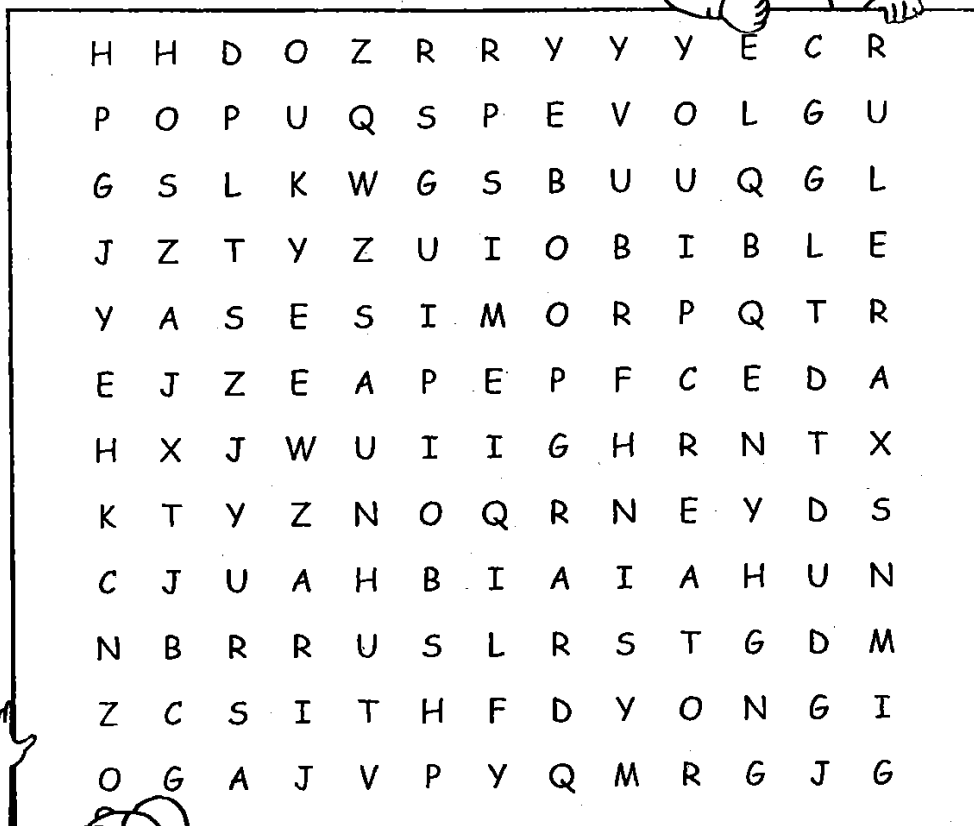 H H D O Z R R Y Y Y E C R
P O P U Q S P E V O L G U
G S L K W G S B U U Q G L
J Z T Y Z U I O B I B L E
Y A S E S I M O R P Q T R
E J Z E A P E P F C E D A
H X J W U I I G H R N T X
K T Y Z N O Q R N E Y D S
C J U A H B I A I A H U N
N B R R U S L R S T G D M
Z C S I T H F D Y O N G I
O G A J V P Y Q M R G J G